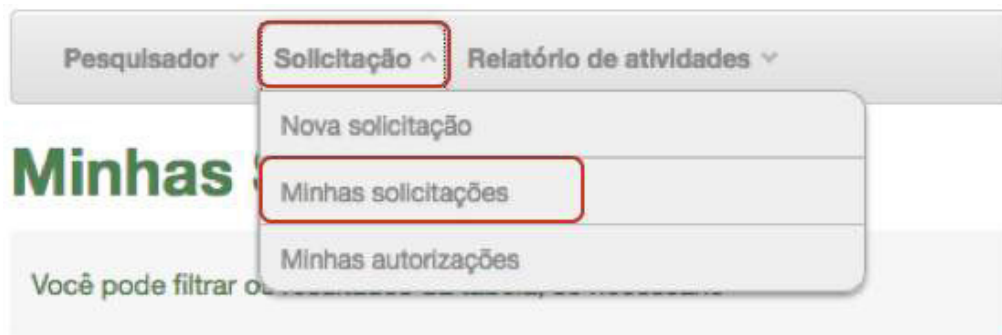 Pesquisador Solicitação Relatório de atividades
Nova solicitação
Minhas
Minhas solicitações
Minhas autorizações
Você pode filtrar